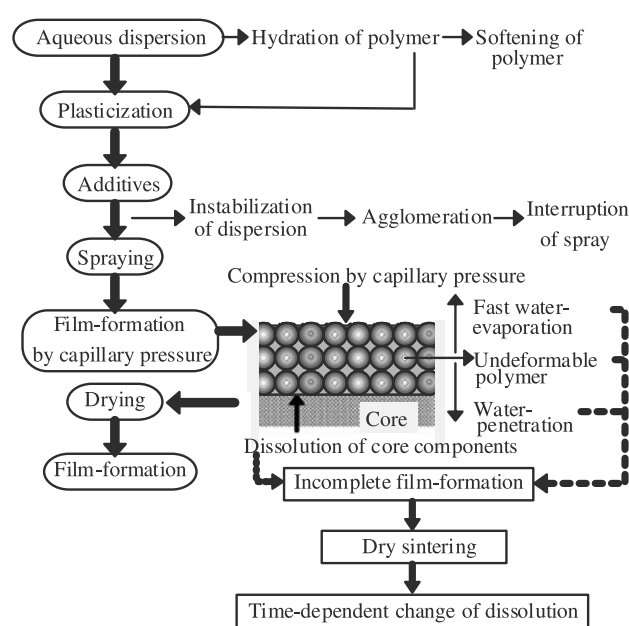 Aqueous dispersion
Hydration of polymer
Softening of
polymer
Plasticization
Additives
Instabilization
of dispersion
Agglomeration
Interruption
of spray
Spraying
Compression by capillary pressure
Film-formation
by capillary pressure
Fast water-
evaporation
Undeformable
polymer
Water-
penetration
Drying
Core
Dissolution of core components
Film-formation
Incomplete film-formation
Dry sintering
Time-dependent change of dissolution